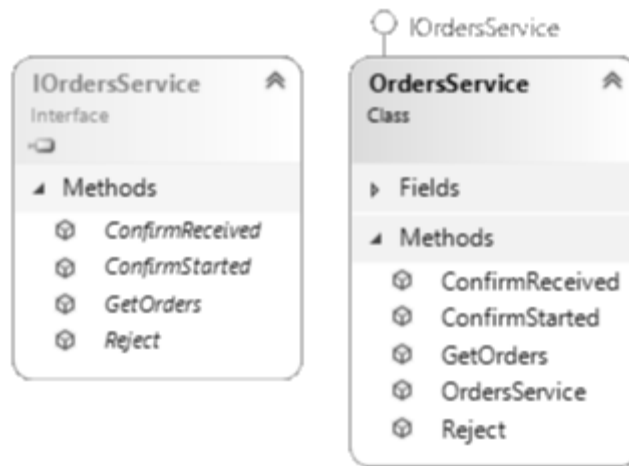 IOrdersService
Interface
Methods
ConfirmReceived
ConfirmStarted
GetOrders
Reject
IOrdersService
OrdersService
Class
Fields
Methods
ConfirmReceived
ConfirmStarted
GetOrders
OrdersService
Reject